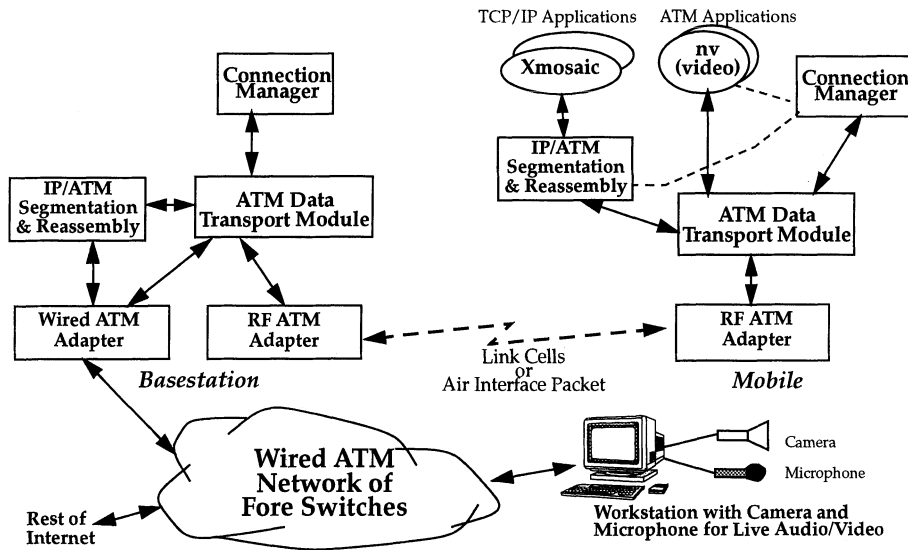 TCP/IP Applications
ATM Applications
Xmosaic
nv
(video)
Connection
Manager
Connection
Manager
IP/ATM
Segmentation
& Reassembly
IP/ATM
Segmentation
& Reassembly
ATM Data
Transport Module
ATM Data
Transport Module
Wired ATM
Adapter
RF ATM
Adapter
RF ATM
Adapter
Link Cells
or
Air Interface Packet
Basestation
Mobile
Wired ATM
Network of
Fore Switches
Camera
Microphone
Rest of
Internet
Workstation with Camera and
Microphone for Live Audio/Video